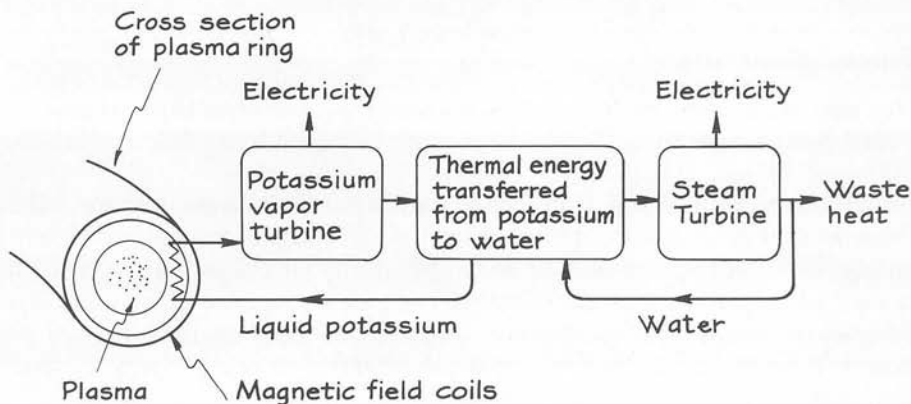 Cross section
of plasma ring
Electricity
Electricity
Potassium
vapor
turbine
Thermal energy
transferred
from potassium
to water
Steam
Turbine
Waste
heat
Liquid potassium
Water
Plasma
Magnetic field coils